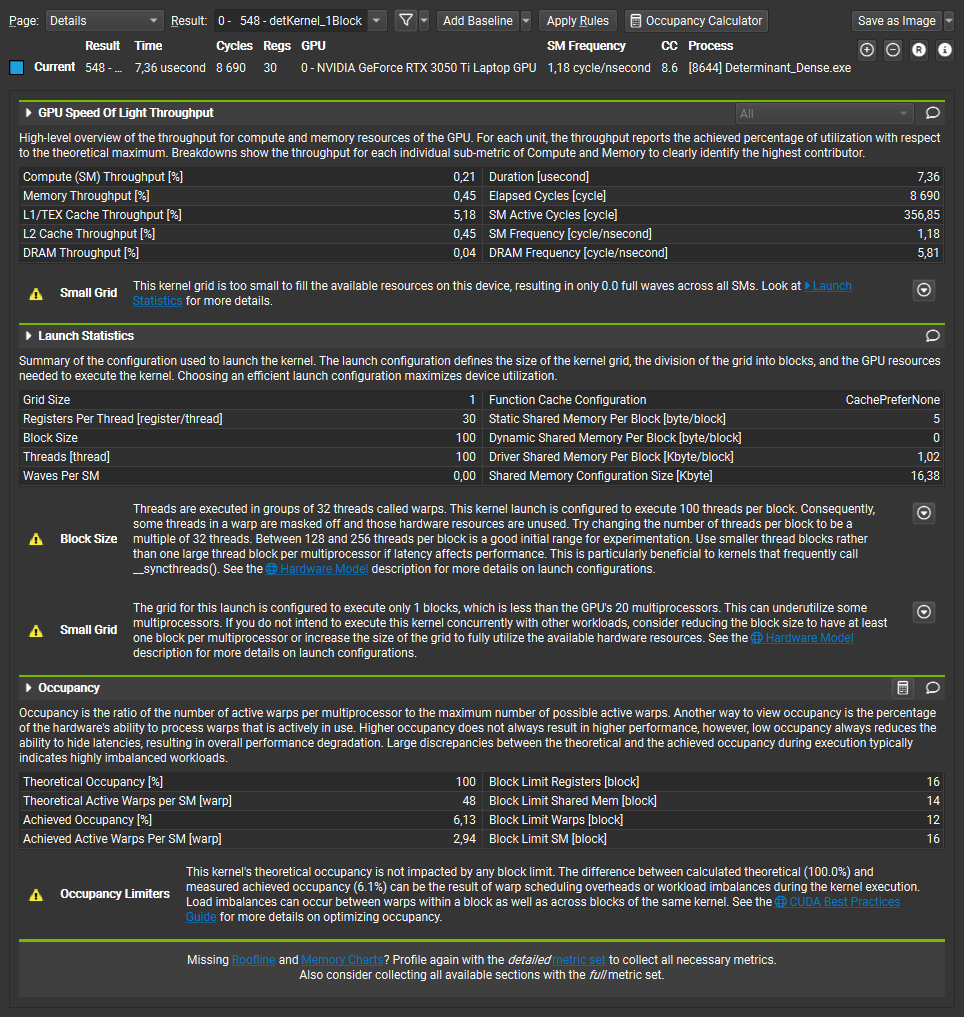 Page: Details Result: 0 - 548 - detKernel_1Block Add Baseline Apply Rules Occupancy Calculator Save as Image
Result Time Cycles Regs GPU SM Frequency CC Process
Current 548 - ... 7,36 usecond 8 690 30 0 - NVIDIA GeForce RTX 3050 Ti Laptop GPU 1,18 cycle/nsecond 8.6 [8644] Determinant_Dense.exe
GPU Speed Of Light Throughput All
High-level overview of the throughput for compute and memory resources of the GPU. For each unit, the throughput reports the achieved percentage of utilization with respect
to the theoretical maximum. Breakdowns show the throughput for each individual sub-metric of Compute and Memory to clearly identify the highest contributor.
Compute (SM) Throughput [%] 0,21 Duration [usecond] 7,36
Memory Throughput [%] 0,45 Elapsed Cycles [cycle] 8 690
L1/TEX Cache Throughput [%] 5,18 SM Active Cycles [cycle] 356,85
L2 Cache Throughput [%] 0,45 SM Frequency [cycle/nsecond] 1,18
DRAM Throughput [%] 0,04 DRAM Frequency [cycle/nsecond] 5,81
Small Grid
This kernel grid is too small to fill the available resources on this device, resulting in only 0.0 full waves across all SMs. Look at Launch
Statistics for more details.
Launch Statistics
Summary of the configuration used to launch the kernel. The launch configuration defines the size of the kernel grid, the division of the grid into blocks, and the GPU resources
needed to execute the kernel. Choosing an efficient launch configuration maximizes device utilization.
Grid Size 1 Function Cache Configuration CachePreferNone
Registers Per Thread [register/thread] 30 Static Shared Memory Per Block [byte/block] 5
Block Size 100 Dynamic Shared Memory Per Block [byte/block] 0
Threads [thread] 100 Driver Shared Memory Per Block [Kbyte/block] 1,02
Waves Per SM 0,00 Shared Memory Configuration Size [Kbyte] 16,38
Block Size
Threads are executed in groups of 32 threads called warps. This kernel launch is configured to execute 100 threads per block. Consequently,
some threads in a warp are masked off and those hardware resources are unused. Try changing the number of threads per block to be a
multiple of 32 threads. Between 128 and 256 threads per block is a good initial range for experimentation. Use smaller thread blocks rather
than one large thread block per multiprocessor if latency affects performance. This is particularly beneficial to kernels that frequently call
__syncthreads(). See the Hardware Model description for more details on launch configurations.
Small Grid
The grid for this launch is configured to execute only 1 blocks, which is less than the GPU's 20 multiprocessors. This can underutilize some
multiprocessors. If you do not intend to execute this kernel concurrently with other workloads, consider reducing the block size to have at least
one block per multiprocessor or increase the size of the grid to fully utilize the available hardware resources. See the Hardware Model
description for more details on launch configurations.
Occupancy
Occupancy is the ratio of the number of active warps per multiprocessor to the maximum number of possible active warps. Another way to view occupancy is the percentage
of the hardware's ability to process warps that is actively in use. Higher occupancy does not always result in higher performance, however, low occupancy always reduces the
ability to hide latencies, resulting in overall performance degradation. Large discrepancies between the theoretical and the achieved occupancy during execution typically
indicates highly imbalanced workloads.
Theoretical Occupancy [%] 100 Block Limit Registers [block] 16
Theoretical Active Warps per SM [warp] 48 Block Limit Shared Mem [block] 14
Achieved Occupancy [%] 6,13 Block Limit Warps [block] 12
Achieved Active Warps Per SM [warp] 2,94 Block Limit SM [block] 16
Occupancy Limiters
This kernel's theoretical occupancy is not impacted by any block limit. The difference between calculated theoretical (100.0%) and
measured achieved occupancy (6.1%) can be the result of warp scheduling overheads or workload imbalances during the kernel execution.
Load imbalances can occur between warps within a block as well as across blocks of the same kernel. See the CUDA Best Practices
Guide for more details on optimizing occupancy.
Missing Roofline and Memory Charts? Profile again with the detailed metric set to collect all necessary metrics.
Also consider collecting all available sections with the full metric set.